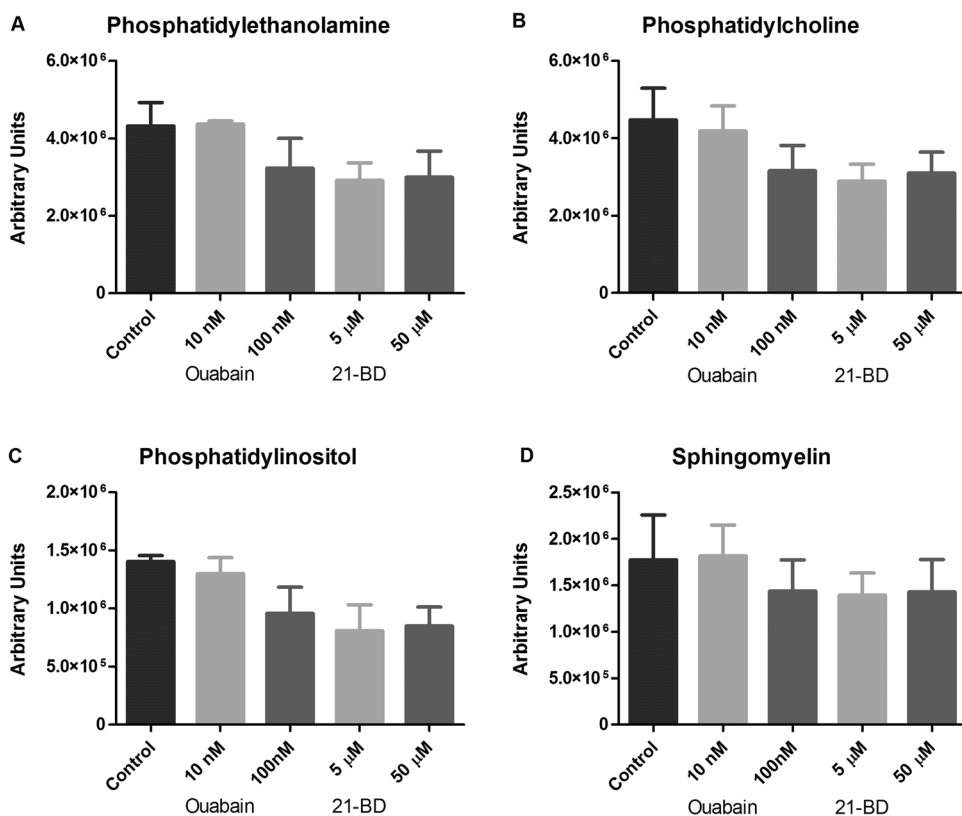 A
Phosphatidylethanolamine
Arbitrary Units
6.0×10⁶
4.0×10⁶
2.0×10⁶
0
Control
10 nM
100 nM
5 µM
50 µM
Ouabain
21-BD
B
Phosphatidylcholine
Arbitrary Units
6.0×10⁶
4.0×10⁶
2.0×10⁶
0
Control
10 nM
100 nM
5 µM
50 µM
Ouabain
21-BD
C
Phosphatidylinositol
Arbitrary Units
2.0×10⁶
1.5×10⁶
1.0×10⁶
5.0×10⁵
0
Control
10 nM
100nM
5 µM
50 µM
Ouabain
21-BD
D
Sphingomyelin
Arbitrary Units
2.5×10⁶
2.0×10⁶
1.5×10⁶
1.0×10⁶
5.0×10⁵
0
Control
10 nM
100nM
5 µM
50 µM
Ouabain
21-BD